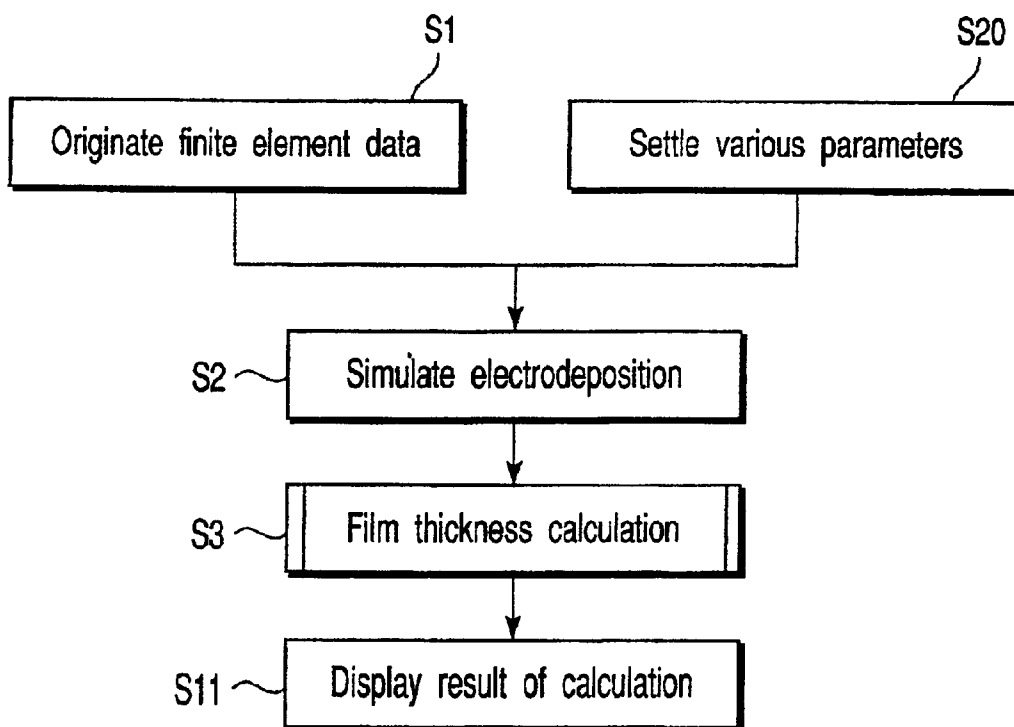 S1
S20
Originate finite element data
Settle various parameters
S2
Simulate electrodeposition
S3
Film thickness calculation
S11
Display result of calculation